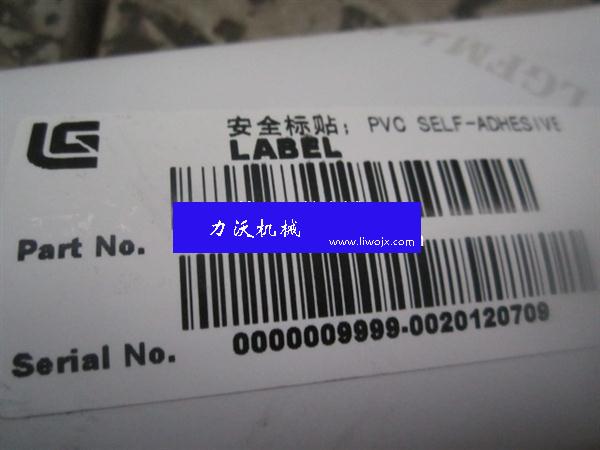 LG
安全标贴：PVC SELF-ADHESIVE
LABEL
Part No.
力沃机械
www.liwojx.com
Serial No.
0000009999-0020120709